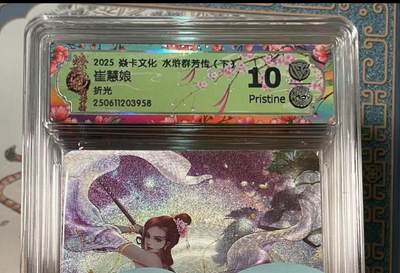 2025 焱卡文化 水浒群芳传（下）
崔慧娘
折光
250611203958
10
Pristine